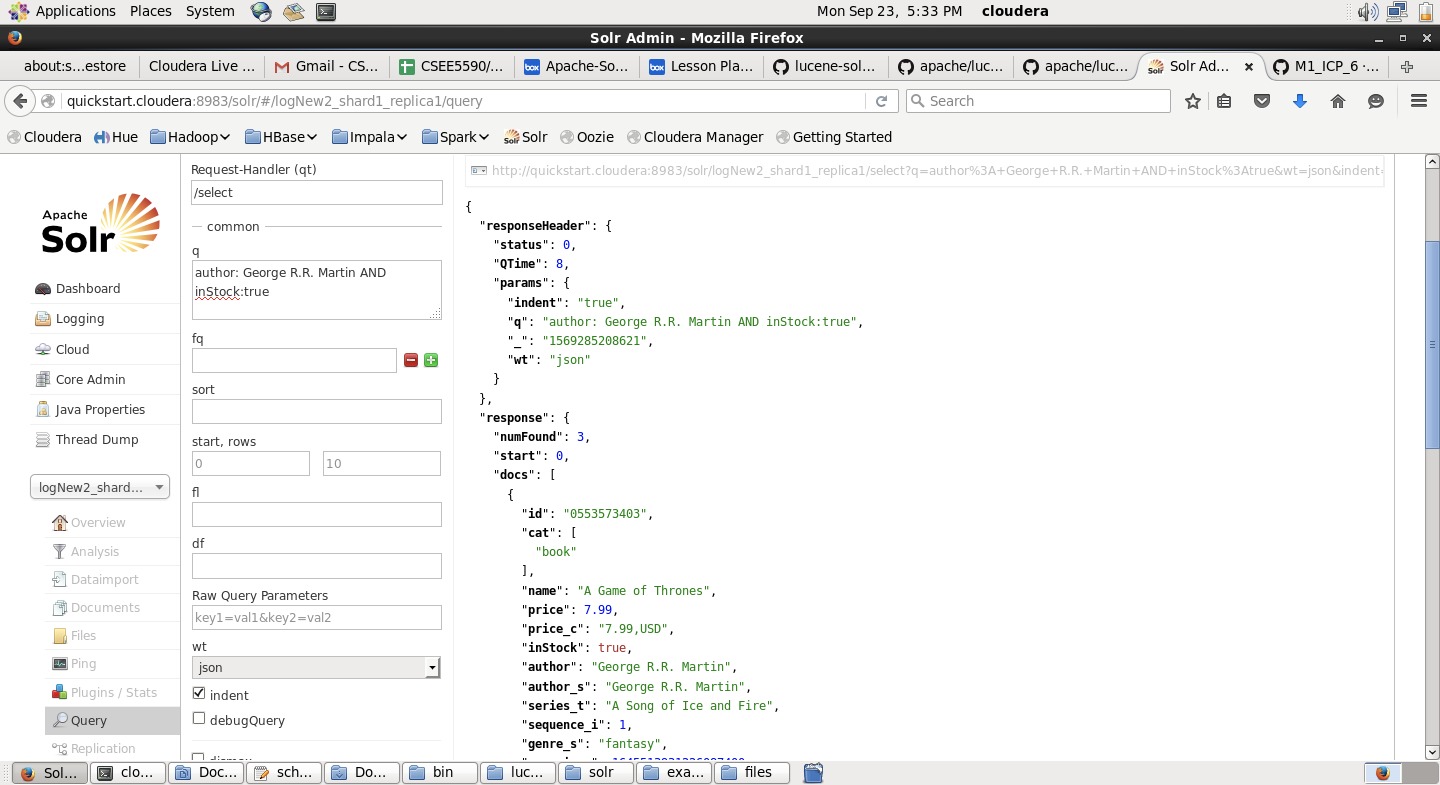 Applications Places System Mon Sep 23, 5:33 PM cloudera
Solr Admin - Mozilla Firefox
about:s...estore Cloudera Live ... Gmail - CS... CSEE5590/... Apache-So... Lesson Pla... lucene-sol... apache/luc... apache/luc... Solr Ad... M1_ICP_6 ·...
quickstart.cloudera:8983/solr/#/logNew2_shard1_replica1/query Search
Cloudera Hue Hadoop HBase Impala Spark Solr Oozie Cloudera Manager Getting Started
Apache
Solr
Dashboard
Logging
Cloud
Core Admin
Java Properties
Thread Dump
logNew2_shard...
Overview
Analysis
Dataimport
Documents
Files
Ping
Plugins / Stats
Query
Replication
Request-Handler (qt)
/select
common
q
author: George R.R. Martin AND
inStock:true
fq
sort
start, rows
0 10
fl
df
Raw Query Parameters
key1=val1&key2=val2
wt
json
indent
debugQuery
http://quickstart.cloudera:8983/solr/logNew2_shard1_replica1/select?q=author%3A+George+R.R.+Martin+AND+inStock%3Atrue&wt=json&indent=
{
"responseHeader": {
"status": 0,
"QTime": 8,
"params": {
"indent": "true",
"q": "author: George R.R. Martin AND inStock:true",
"_": "1569285208621",
"wt": "json"
}
},
"response": {
"numFound": 3,
"start": 0,
"docs": [
{
"id": "0553573403",
"cat": [
"book"
],
"name": "A Game of Thrones",
"price": 7.99,
"price_c": "7.99,USD",
"inStock": true,
"author": "George R.R. Martin",
"author_s": "George R.R. Martin",
"series_t": "A Song of Ice and Fire",
"sequence_i": 1,
"genre_s": "fantasy",
Sol... clo... Doc... sch... Do... bin luc... solr exa... files